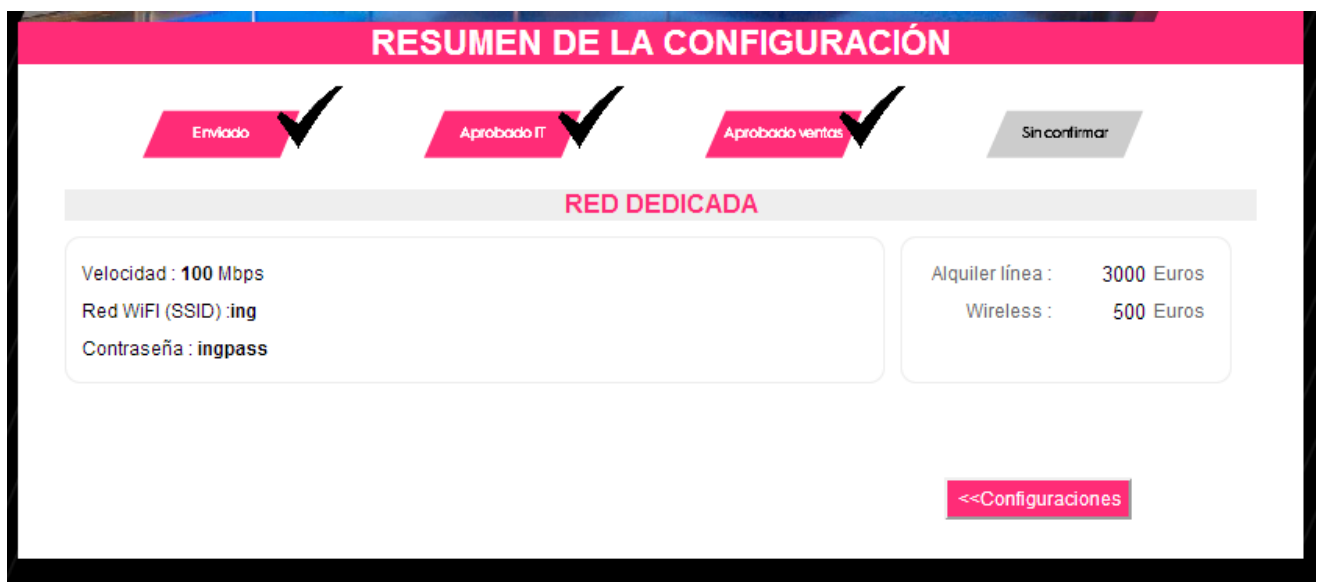 RESUMEN DE LA CONFIGURACIÓN
Enviado Aprobado IT Aprobado ventas Sin confirmar
RED DEDICADA
Velocidad : 100 Mbps
Red WiFI (SSID) :ing
Contraseña : ingpass
Alquiler línea : 3000 Euros
Wireless : 500 Euros
<<Configuraciones